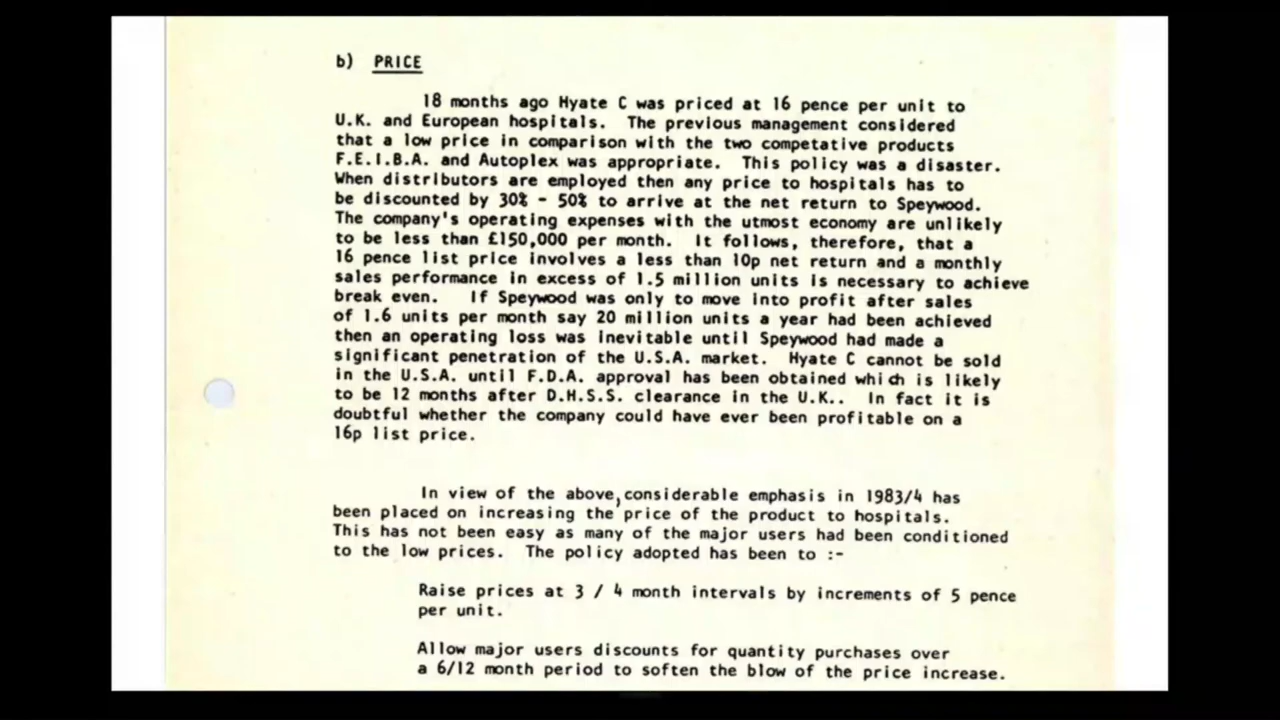 b) PRICE
18 months ago Hyate C was priced at 16 pence per unit to
U.K. and European hospitals. The previous management considered
that a low price in comparison with the two competative products
F.E.I.B.A. and Autoplex was appropriate. This policy was a disaster.
When distributors are employed then any price to hospitals has to
be discounted by 30% - 50% to arrive at the net return to Speywood.
The company's operating expenses with the utmost economy are unlikely
to be less than £150,000 per month. It follows, therefore, that a
16 pence list price involves a less than 10p net return and a monthly
sales performance in excess of 1.5 million units is necessary to achieve
break even. If Speywood was only to move into profit after sales
of 1.6 units per month say 20 million units a year had been achieved
then an operating loss was inevitable until Speywood had made a
significant penetration of the U.S.A. market. Hyate C cannot be sold
in the U.S.A. until F.D.A. approval has been obtained which is likely
to be 12 months after D.H.S.S. clearance in the U.K.. In fact it is
doubtful whether the company could have ever been profitable on a
16p list price.
In view of the above,considerable emphasis in 1983/4 has
been placed on increasing the price of the product to hospitals.
This has not been easy as many of the major users had been conditioned
to the low prices. The policy adopted has been to :-
Raise prices at 3 / 4 month intervals by increments of 5 pence
per unit.
Allow major users discounts for quantity purchases over
a 6/12 month period to soften the blow of the price increase.